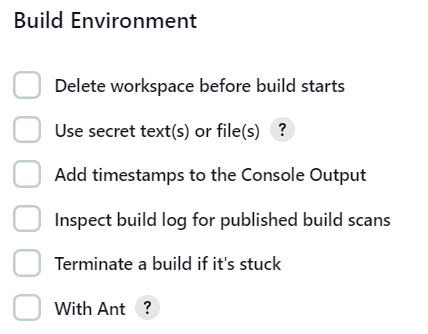 Build Environment
Delete workspace before build starts
Use secret text(s) or file(s) ?
Add timestamps to the Console Output
Inspect build log for published build scans
Terminate a build if it's stuck
With Ant ?